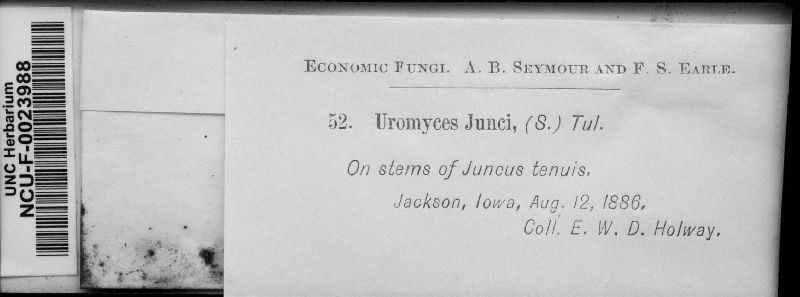 UNC Herbarium
NCU-F-0023988
ECONOMIC FUNGI. A. B. SEYMOUR AND F. S. EARLE.
52. Uromyces Junci, (S.) Tul.
On stems of Juncus tenuis.
Jackson, Iowa, Aug. 12, 1886.
Coll. E. W. D. Holway.